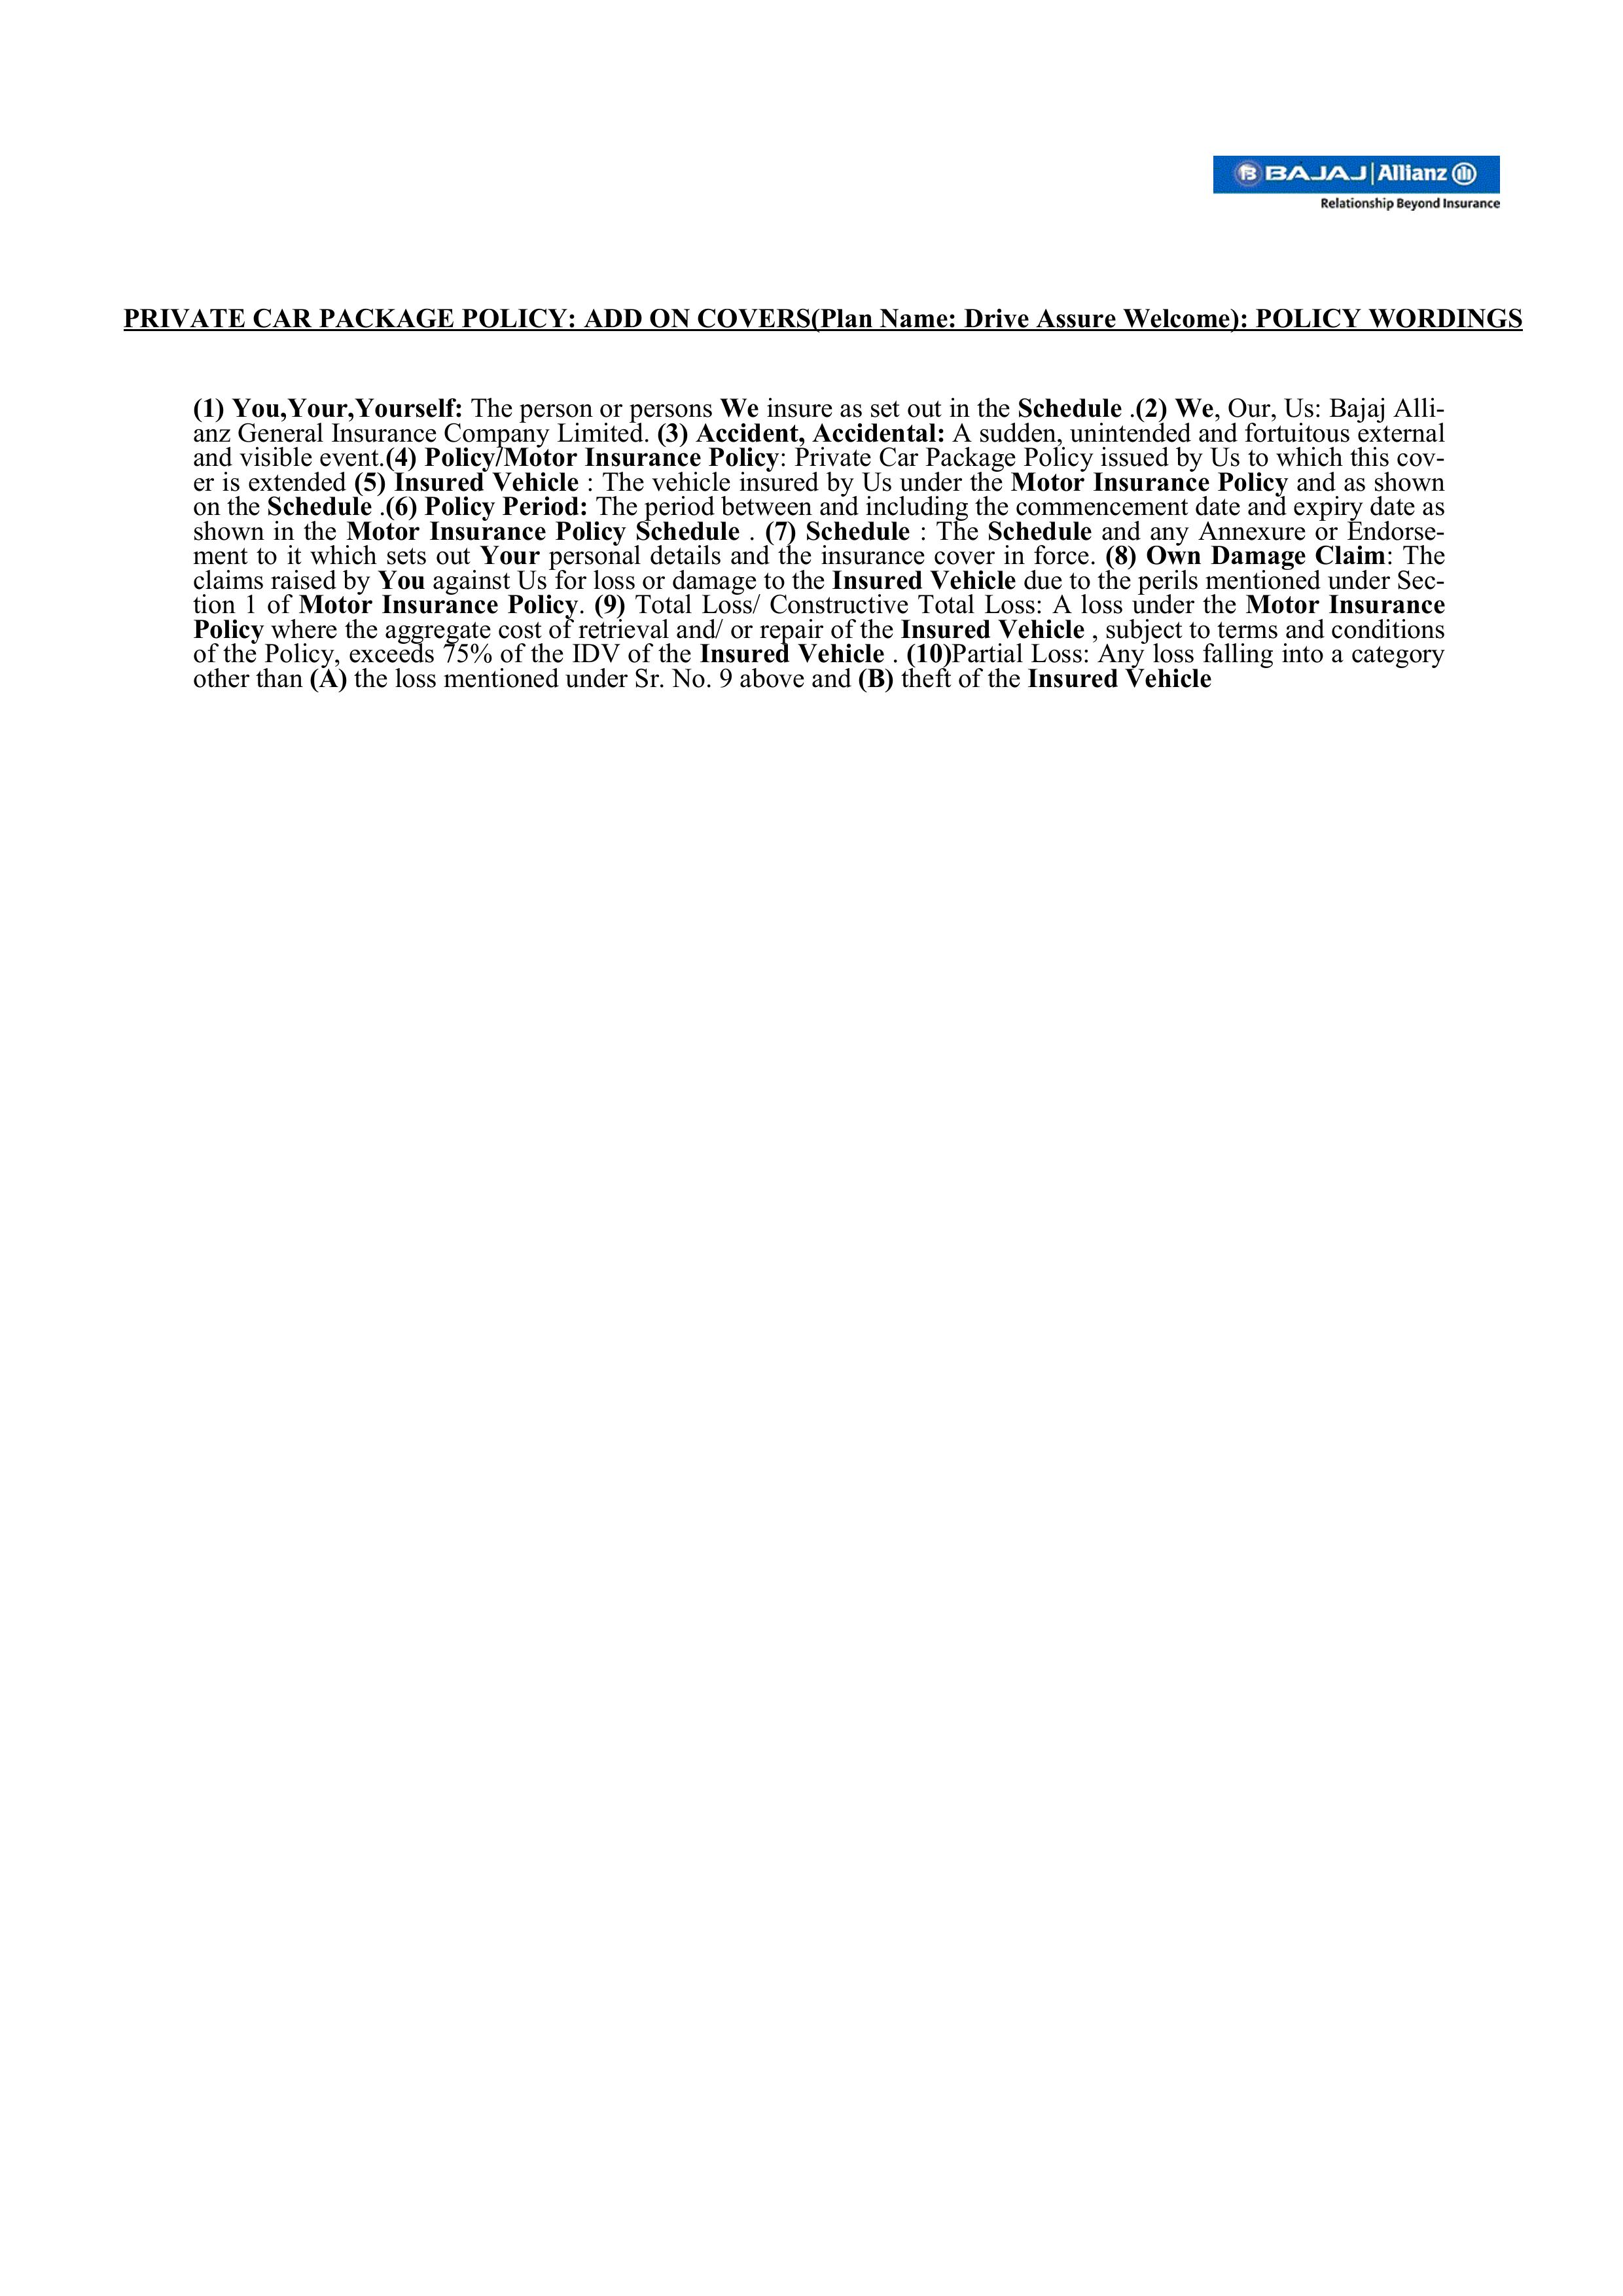 BAJAJ | Allianz
Relationship Beyond Insurance
PRIVATE CAR PACKAGE POLICY: ADD ON COVERS(Plan Name: Drive Assure Welcome): POLICY WORDINGS
(1) You,Your,Yourself: The person or persons We insure as set out in the Schedule .(2) We, Our, Us: Bajaj Alli-
anz General Insurance Company Limited. (3) Accident, Accidental: A sudden, unintended and fortuitous external
and visible event.(4) Policy/Motor Insurance Policy: Private Car Package Policy issued by Us to which this cov-
er is extended (5) Insured Vehicle : The vehicle insured by Us under the Motor Insurance Policy and as shown
on the Schedule .(6) Policy Period: The period between and including the commencement date and expiry date as
shown in the Motor Insurance Policy Schedule . (7) Schedule : The Schedule and any Annexure or Endorse-
ment to it which sets out Your personal details and the insurance cover in force. (8) Own Damage Claim: The
claims raised by You against Us for loss or damage to the Insured Vehicle due to the perils mentioned under Sec-
tion 1 of Motor Insurance Policy. (9) Total Loss/ Constructive Total Loss: A loss under the Motor Insurance
Policy where the aggregate cost of retrieval and/ or repair of the Insured Vehicle , subject to terms and conditions
of the Policy, exceeds 75% of the IDV of the Insured Vehicle . (10)Partial Loss: Any loss falling into a category
other than (A) the loss mentioned under Sr. No. 9 above and (B) theft of the Insured Vehicle